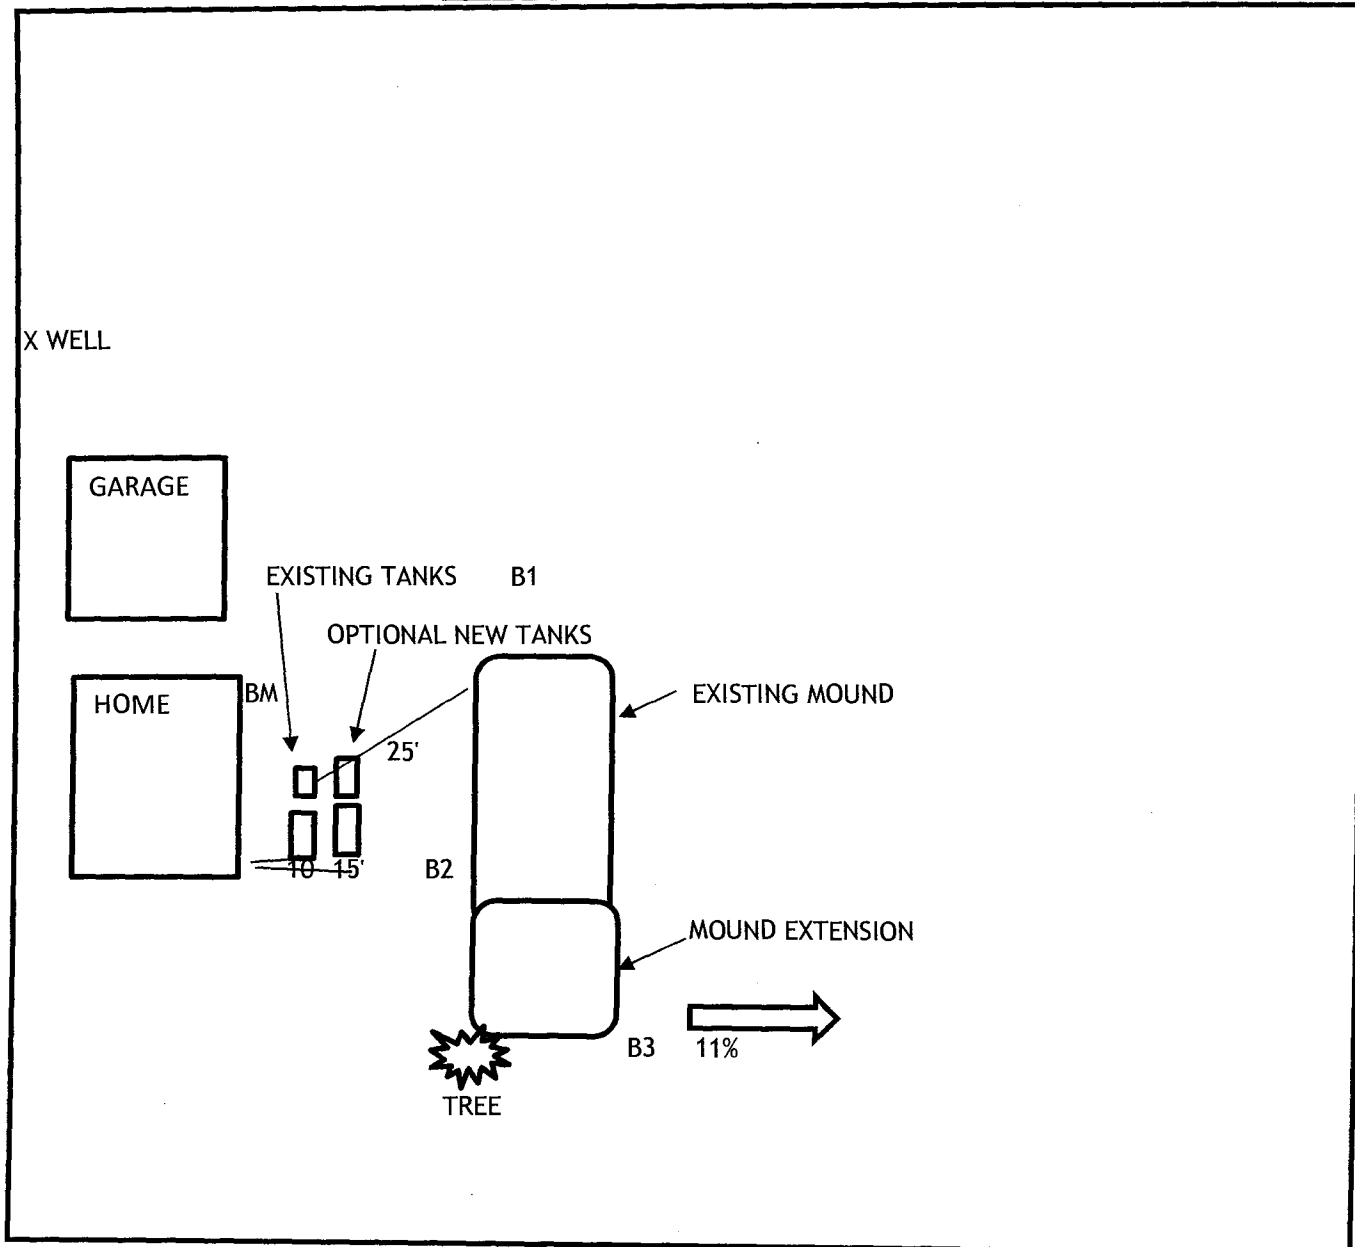 X WELL
GARAGE
EXISTING TANKS B1
OPTIONAL NEW TANKS
HOME
BM
EXISTING MOUND
25'
10 15'
B2
MOUND EXTENSION
B3 11%
TREE